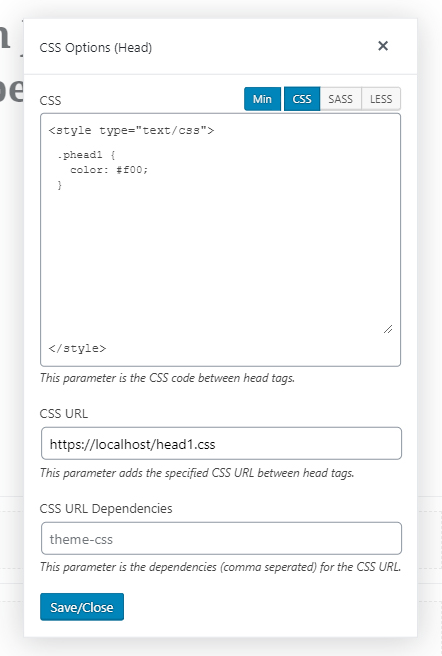 CSS Options (Head) ×
CSS Min CSS SASS LESS
<style type="text/css">
.phead1 {
  color: #f00;
}
</style>
This parameter is the CSS code between head tags.
CSS URL
https://localhost/head1.css
This parameter adds the specified CSS URL between head tags.
CSS URL Dependencies
theme-css
This parameter is the dependencies (comma seperated) for the CSS URL.
Save/Close